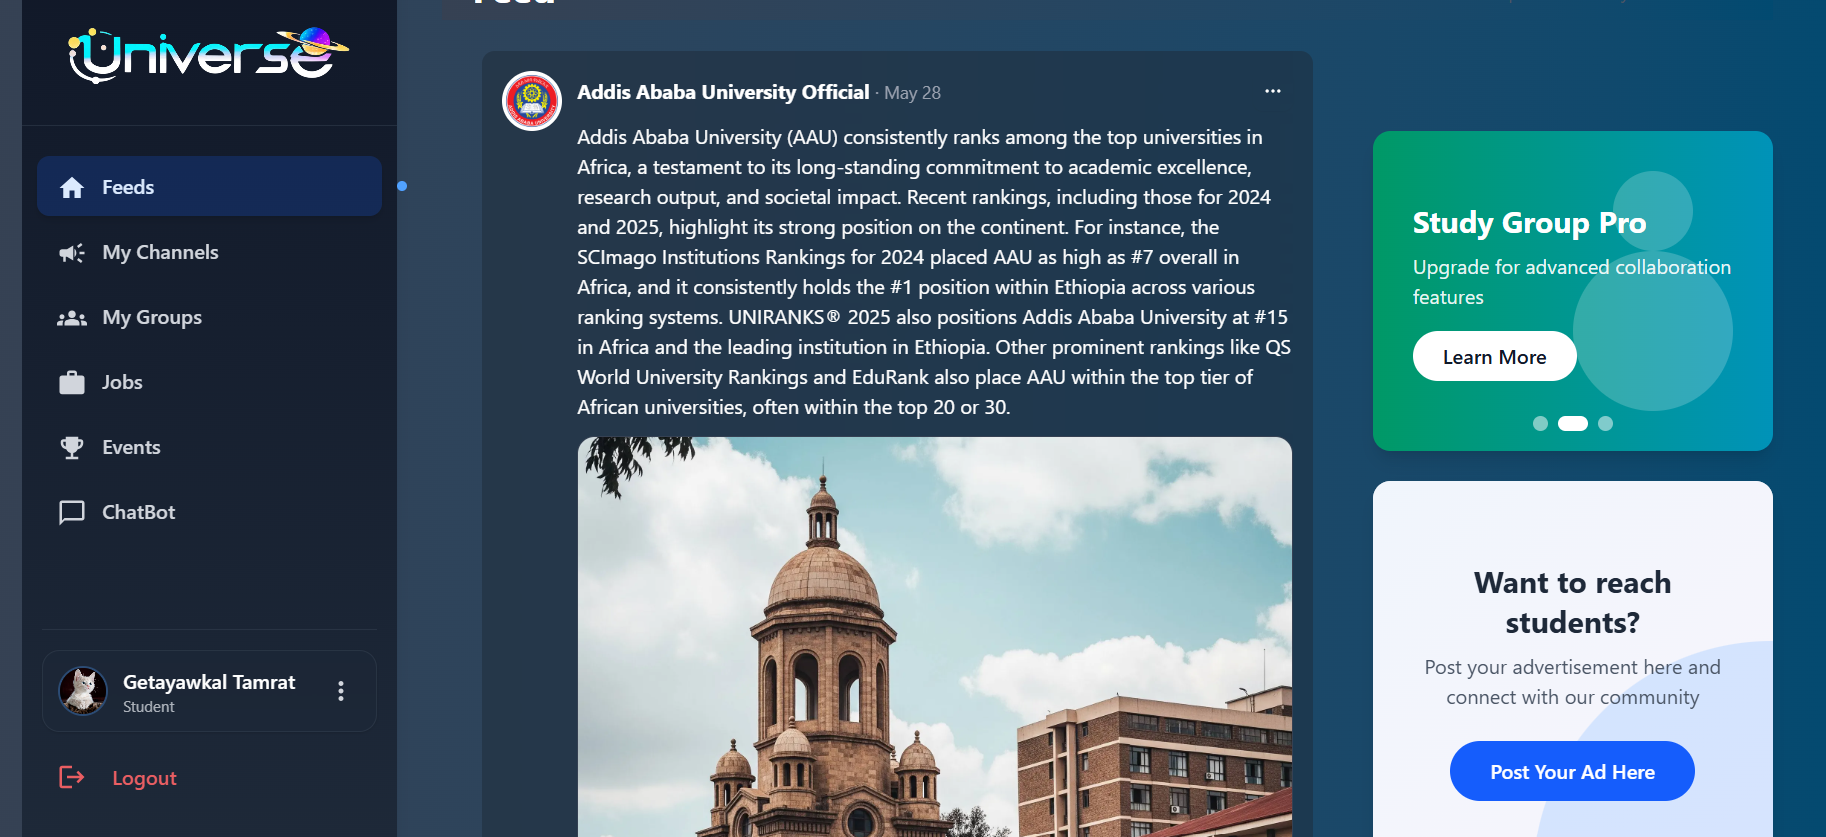 Universe
Feeds
My Channels
My Groups
Jobs
Events
ChatBot
Getayawkal Tamrat
Student
Logout
Feed
Addis Ababa University Official · May 28
Addis Ababa University (AAU) consistently ranks among the top universities in
Africa, a testament to its long-standing commitment to academic excellence,
research output, and societal impact. Recent rankings, including those for 2024
and 2025, highlight its strong position on the continent. For instance, the
SCImago Institutions Rankings for 2024 placed AAU as high as #7 overall in
Africa, and it consistently holds the #1 position within Ethiopia across various
ranking systems. UNIRANKS® 2025 also positions Addis Ababa University at #15
in Africa and the leading institution in Ethiopia. Other prominent rankings like QS
World University Rankings and EduRank also place AAU within the top tier of
African universities, often within the top 20 or 30.
Study Group Pro
Upgrade for advanced collaboration
features
Learn More
Want to reach
students?
Post your advertisement here and
connect with our community
Post Your Ad Here